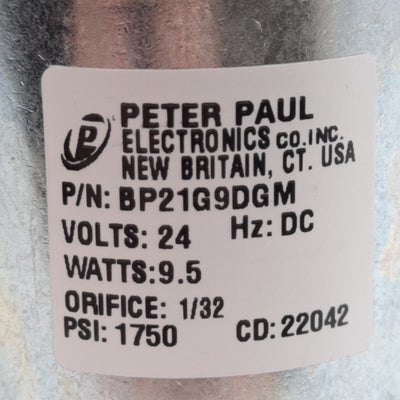 PETER PAUL
ELECTRONICS CO. INC.
NEW BRITAIN, CT. USA
P/N: BP21G9DGM
VOLTS: 24 Hz: DC
WATTS:9.5
ORIFICE: 1/32
PSI: 1750 CD: 22042